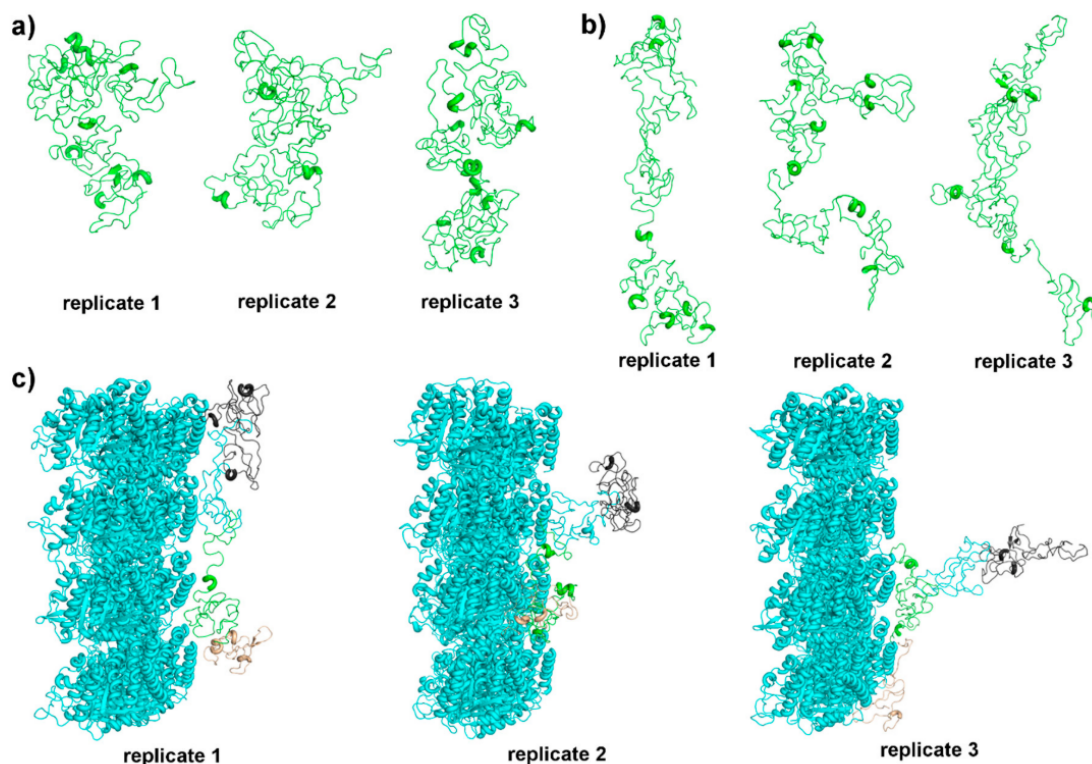 a)
b)
replicate 1
replicate 2
replicate 3
replicate 1
replicate 2
replicate 3
c)
replicate 1
replicate 2
replicate 3